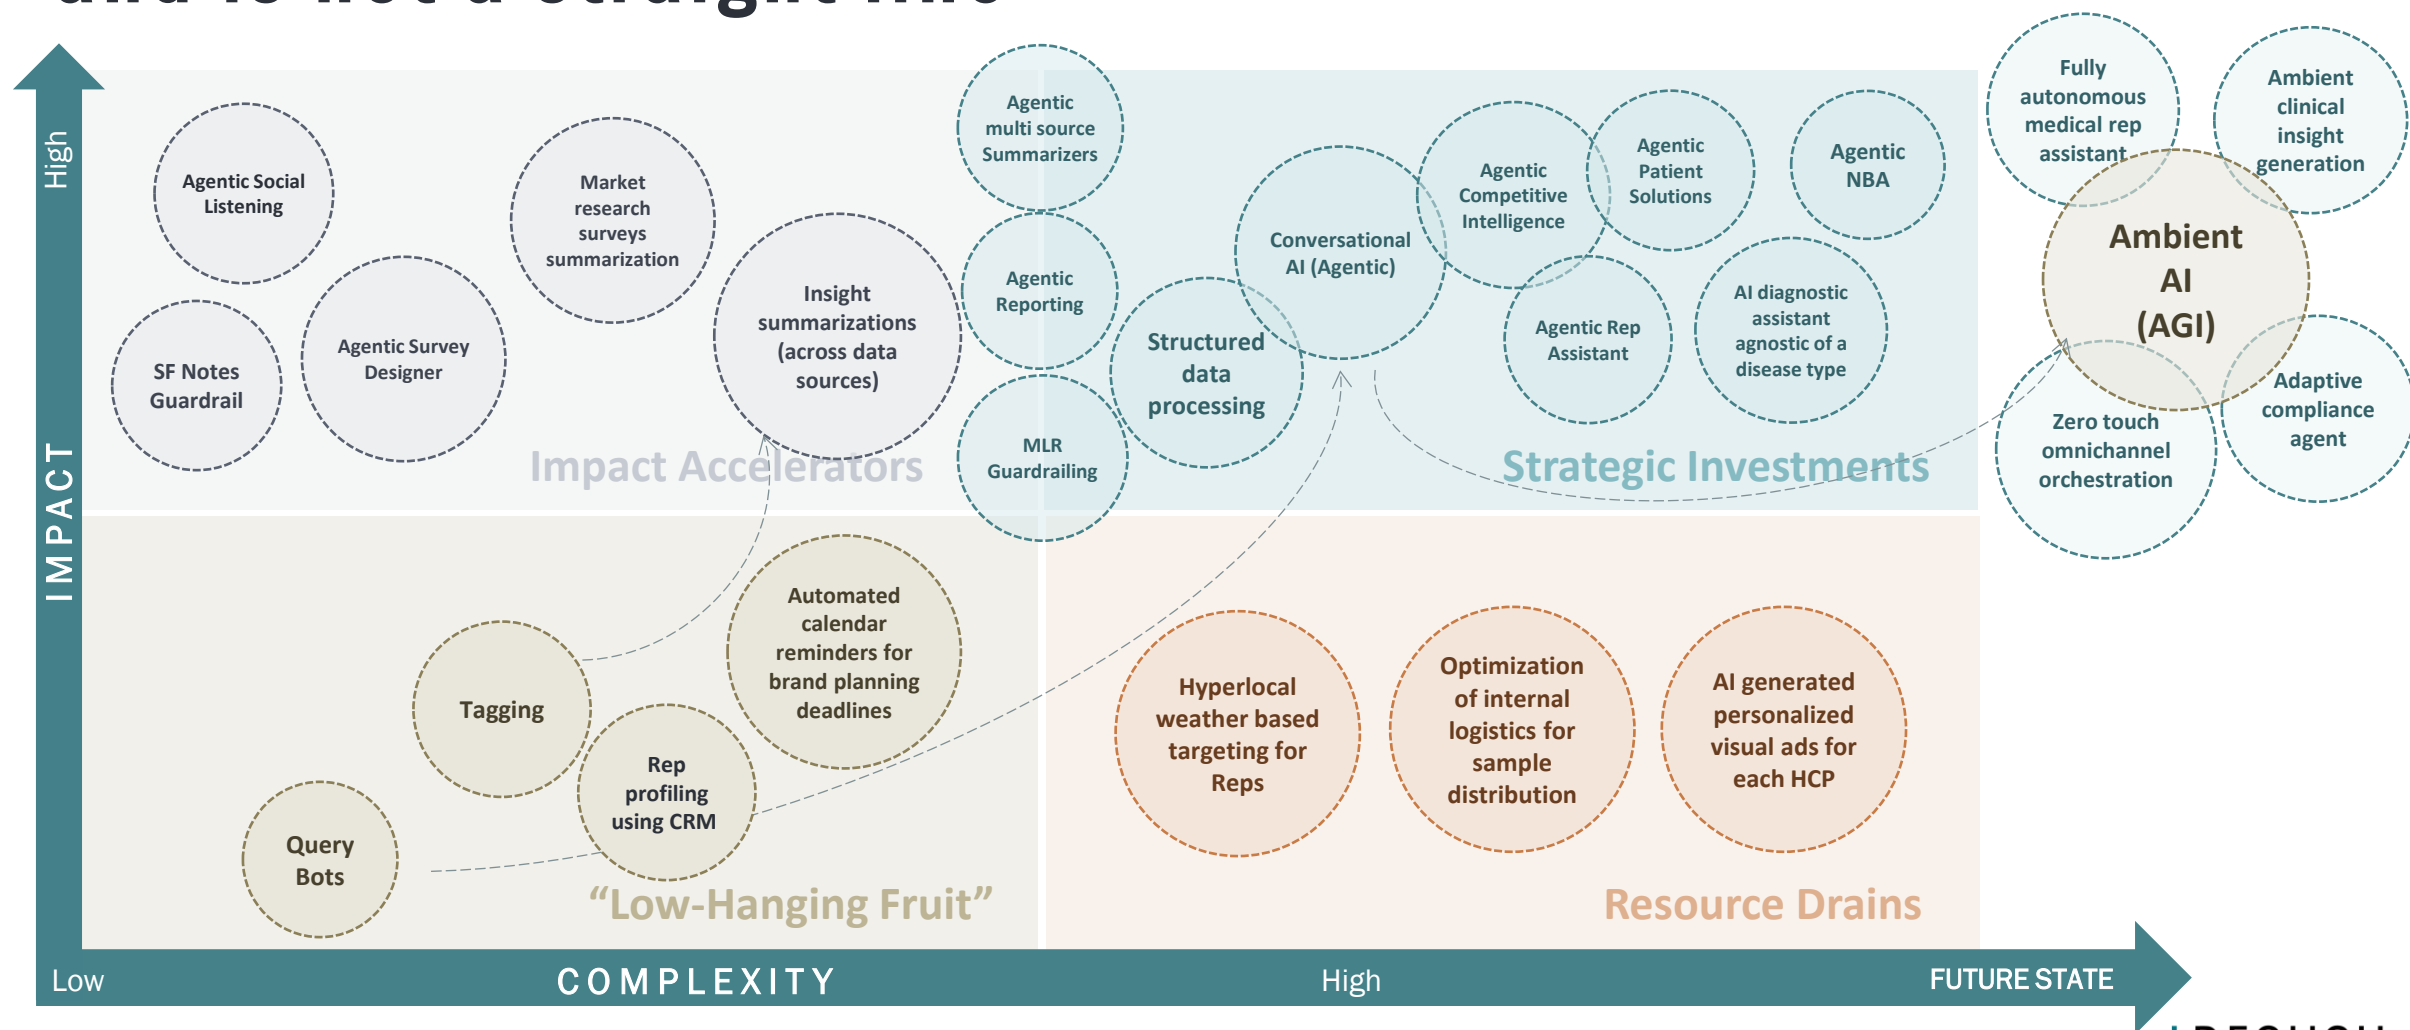 and is not a straight line
High
IMPACT
Agentic Social
Listening
SF Notes
Guardrail
Agentic Survey
Designer
Market
research
surveys
summarization
Insight
summarizations
(across data
sources)
Impact Accelerators
Agentic
multi source
Summarizers
Agentic
Reporting
MLR
Guardrailing
Structured
data
processing
Conversational
AI (Agentic)
Agentic
Competitive
Intelligence
Agentic
Patient
Solutions
Agentic
NBA
Agentic Rep
Assistant
AI diagnostic
assistant
agnostic of a
disease type
Strategic Investments
Fully
autonomous
medical rep
assistant
Ambient
clinical
insight
generation
Ambient
AI
(AGI)
Zero touch
omnichannel
orchestration
Adaptive
compliance
agent
Query
Bots
Tagging
Rep
profiling
using CRM
Automated
calendar
reminders for
brand planning
deadlines
“Low-Hanging Fruit”
Hyperlocal
weather based
targeting for
Reps
Optimization
of internal
logistics for
sample
distribution
AI generated
personalized
visual ads for
each HCP
Resource Drains
Low
COMPLEXITY
High
FUTURE STATE